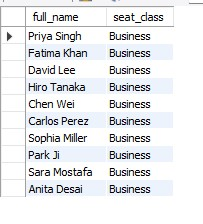 full_name seat_class
Priya Singh Business
Fatima Khan Business
David Lee Business
Hiro Tanaka Business
Chen Wei Business
Carlos Perez Business
Sophia Miller Business
Park Ji Business
Sara Mostafa Business
Anita Desai Business